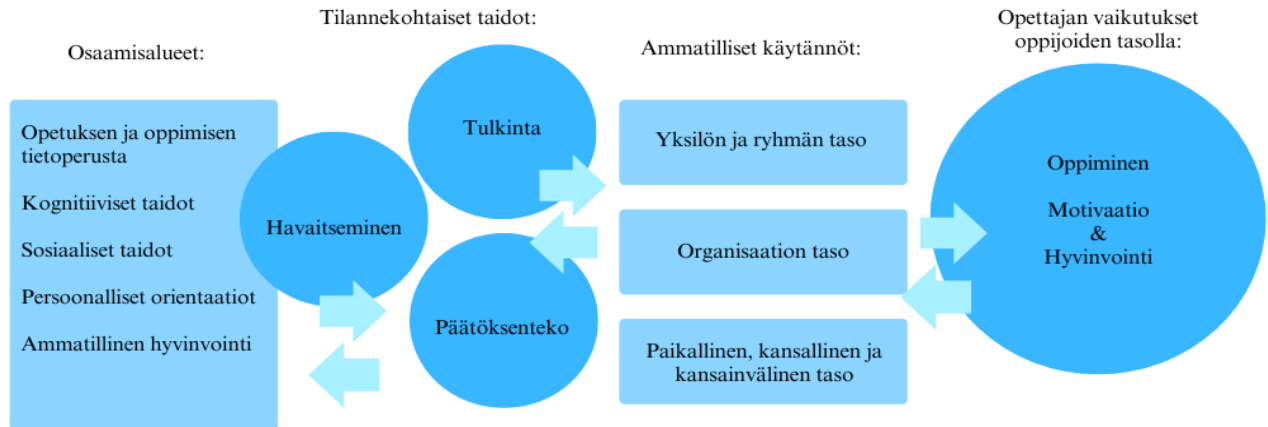 Osaamisalueet:
Opetuksen ja oppimisen
tietoperusta
Kognitiiviset taidot
Sosiaaliset taidot
Persoonalliset orientaatiot
Ammatillinen hyvinvointi
Tilannekohtaiset taidot:
Havaitseminen
Tulkinta
Päätöksenteko
Ammatilliset käytännöt:
Yksilön ja ryhmän taso
Organisaation taso
Paikallinen, kansallinen ja
kansainvälinen taso
Opettajan vaikutukset
oppijoiden tasolla:
Oppiminen
Motivaatio
&
Hyvinvointi